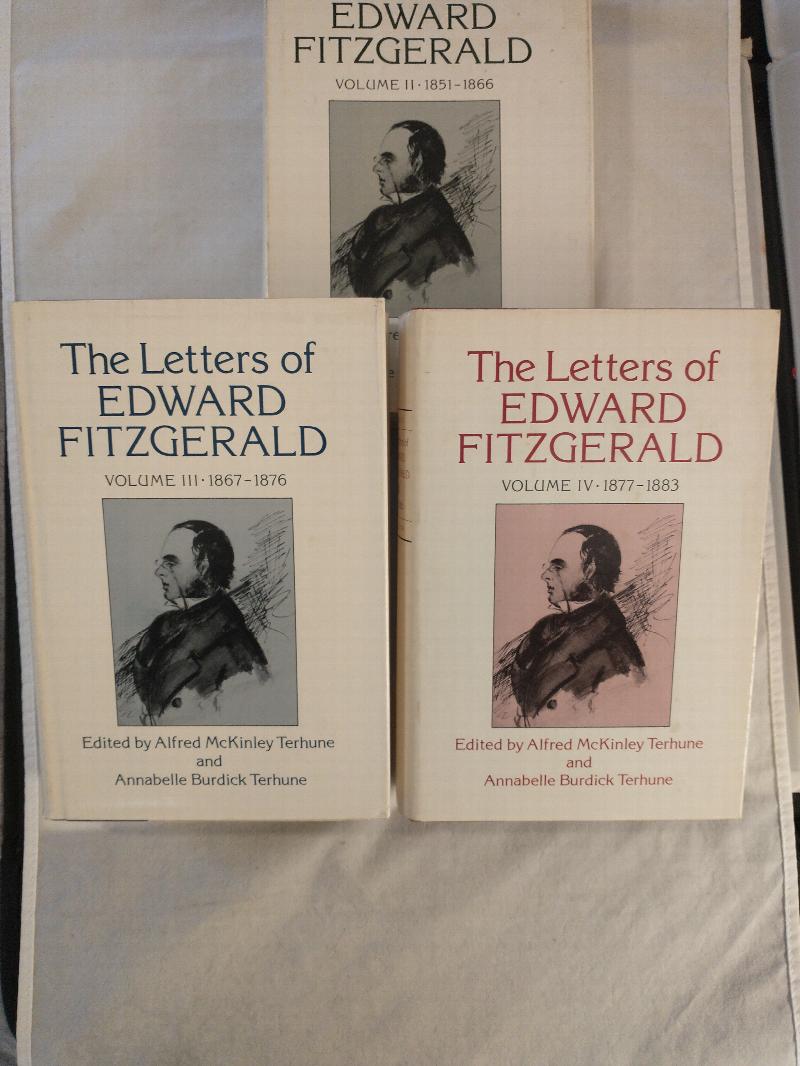 EDWARD
FITZGERALD
VOLUME II · 1851–1866
The Letters of
EDWARD
FITZGERALD
VOLUME III · 1867–1876
Edited by Alfred McKinley Terhune
and
Annabelle Burdick Terhune
The Letters of
EDWARD
FITZGERALD
VOLUME IV · 1877–1883
Edited by Alfred McKinley Terhune
and
Annabelle Burdick Terhune